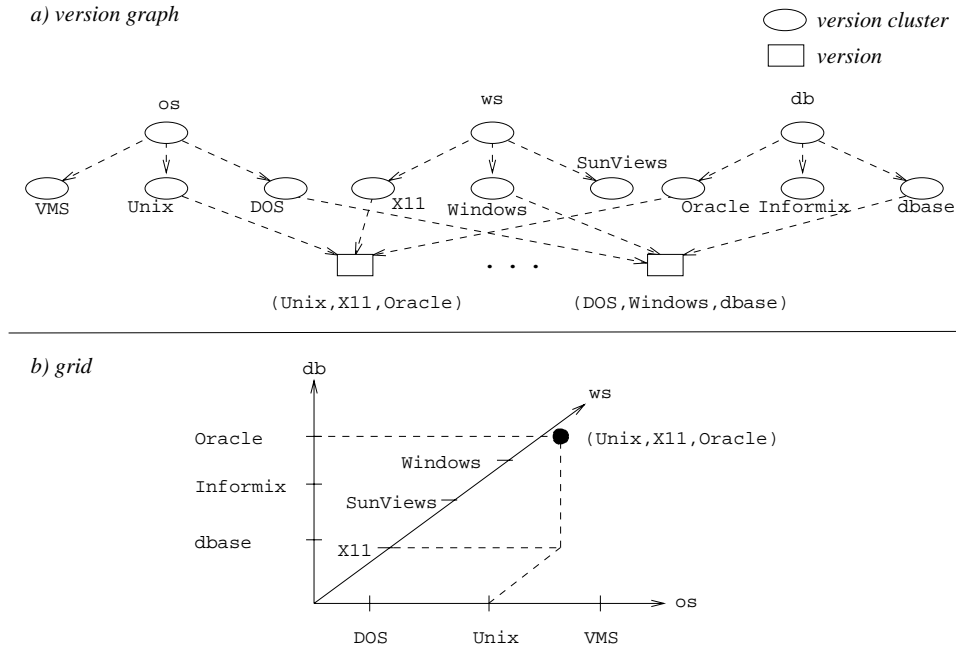 a) version graph
version cluster
version
os
ws
db
SunViews
VMS
Unix
DOS
X11
Windows
Oracle
Informix
dbase
. . .
(Unix,X11,Oracle)
(DOS,Windows,dbase)
b) grid
db
ws
Oracle
(Unix,X11,Oracle)
Windows
Informix
SunViews
dbase
X11
os
DOS
Unix
VMS